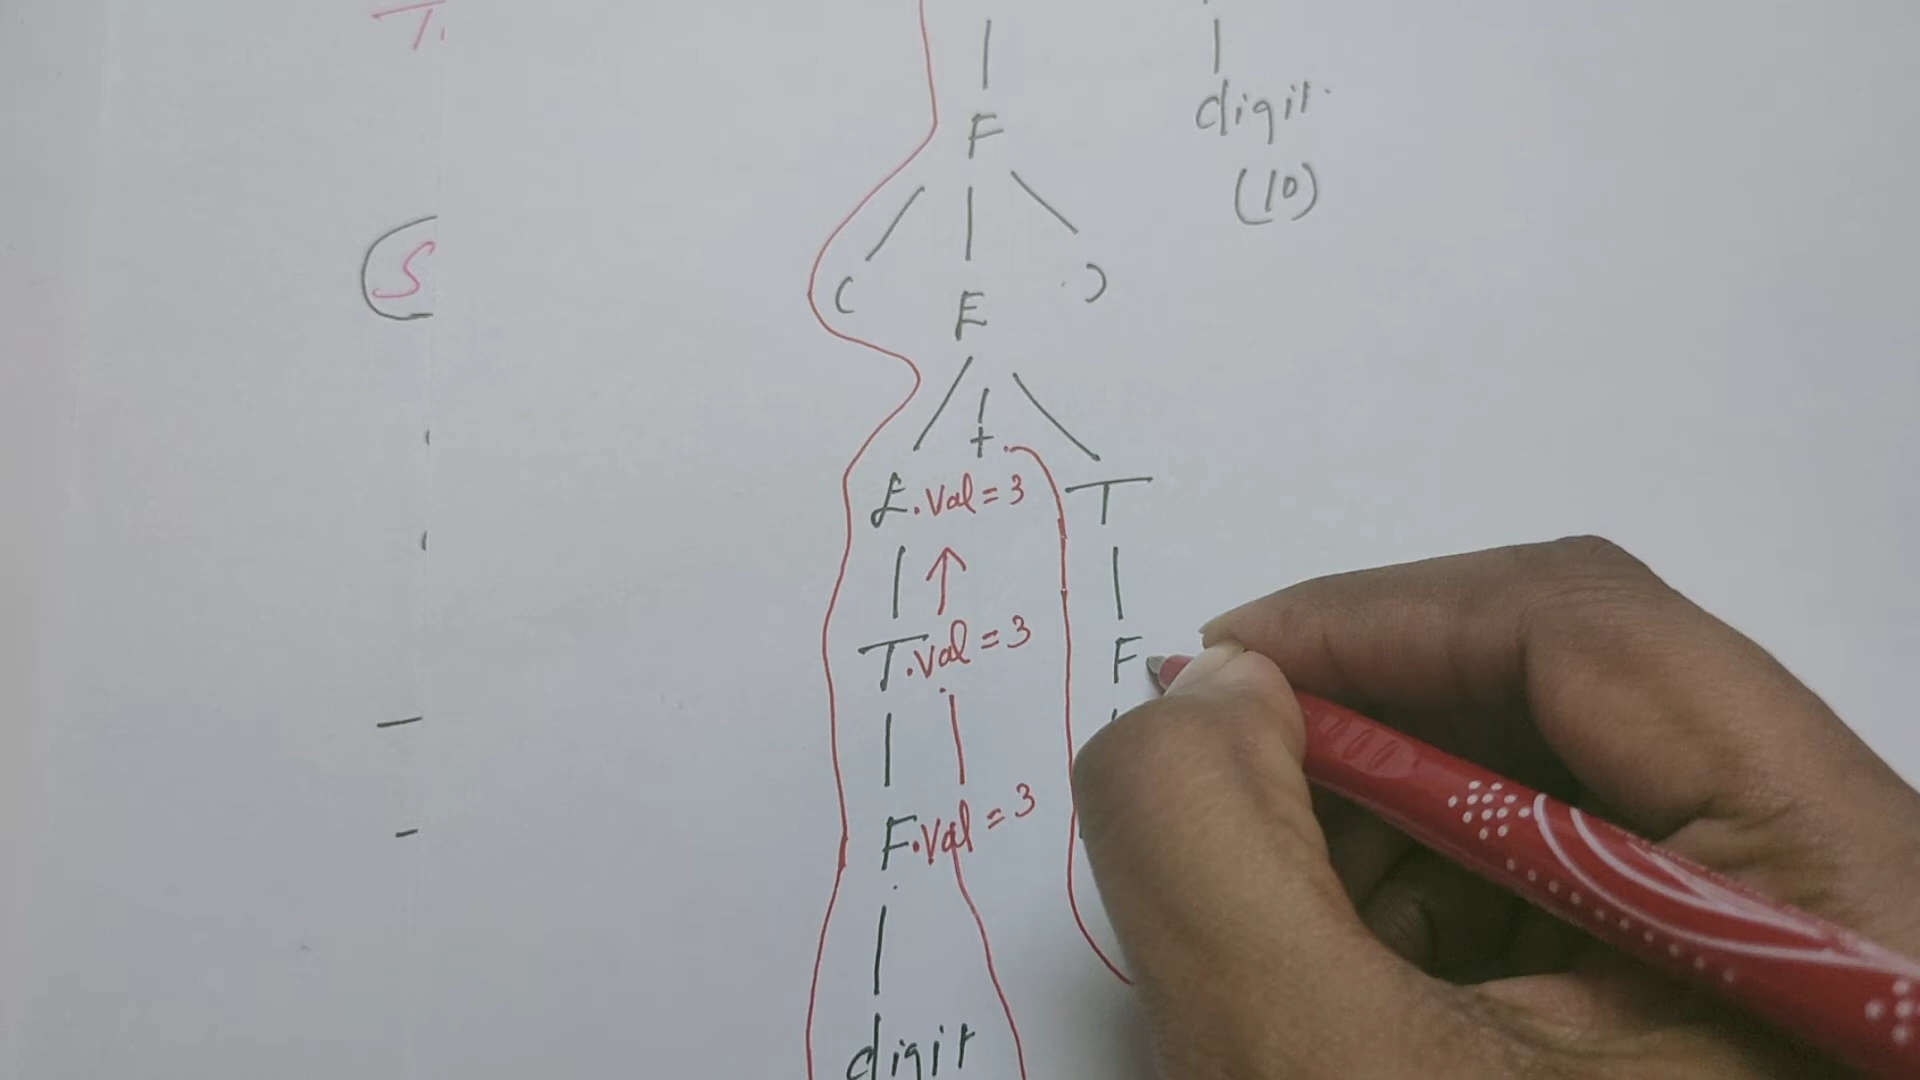 T.
digit.
F
(10)
S
( E )
+
E.val=3 T
T.val=3 F
F.val=3
digit